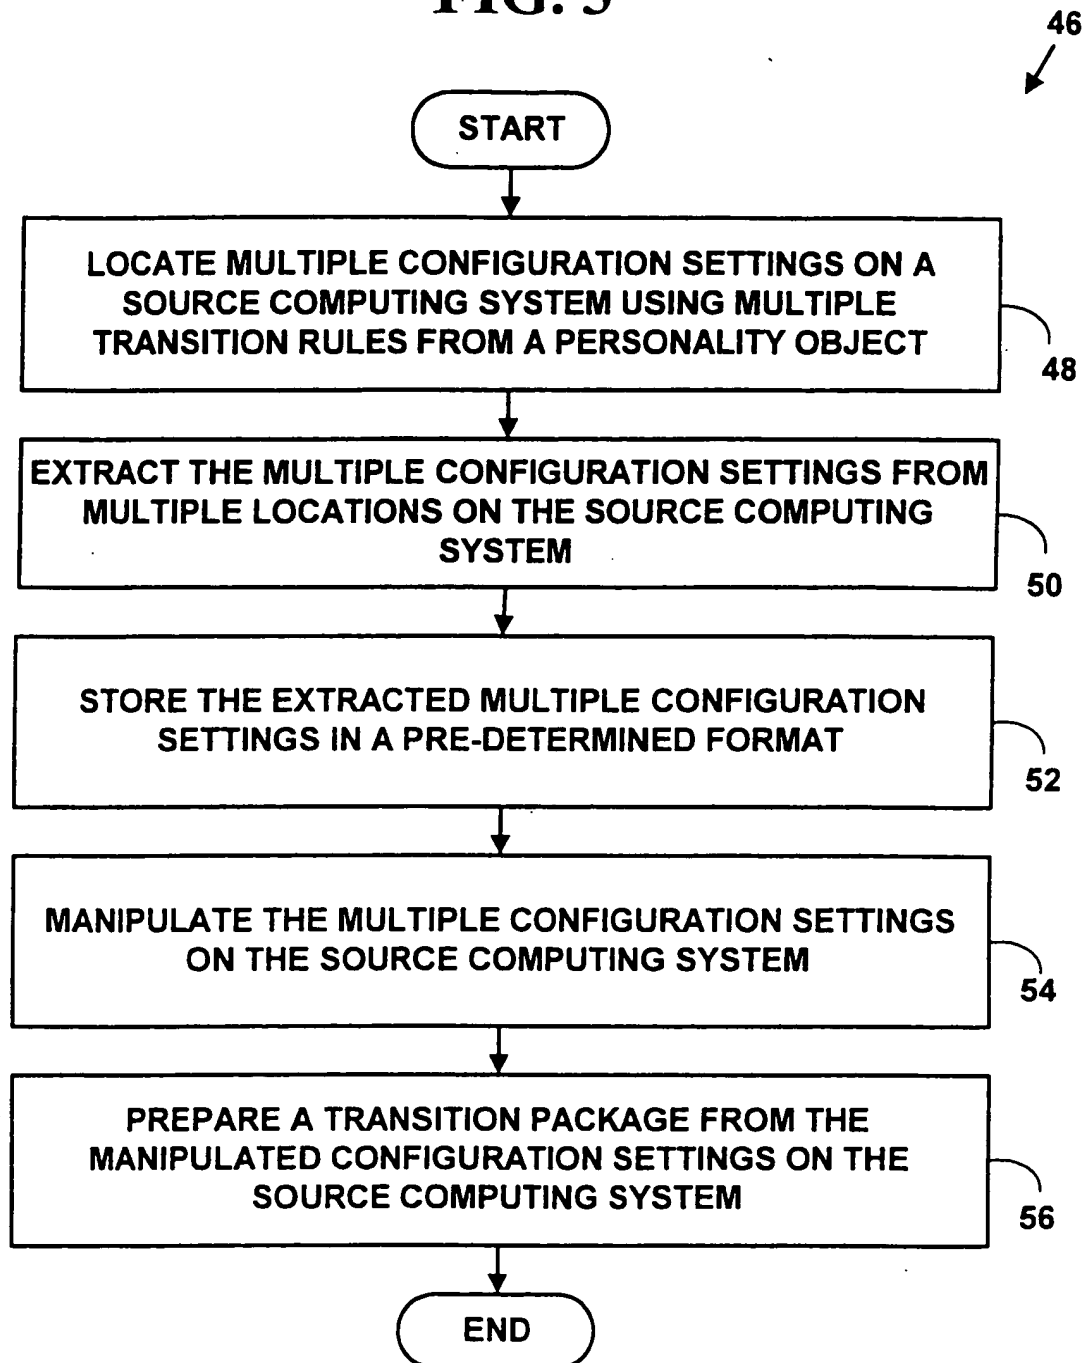 FIG.
46
START
LOCATE MULTIPLE CONFIGURATION SETTINGS ON A
SOURCE COMPUTING SYSTEM USING MULTIPLE
TRANSITION RULES FROM A PERSONALITY OBJECT
48
EXTRACT THE MULTIPLE CONFIGURATION SETTINGS FROM
MULTIPLE LOCATIONS ON THE SOURCE COMPUTING
SYSTEM
50
STORE THE EXTRACTED MULTIPLE CONFIGURATION
SETTINGS IN A PRE-DETERMINED FORMAT
52
MANIPULATE THE MULTIPLE CONFIGURATION SETTINGS
ON THE SOURCE COMPUTING SYSTEM
54
PREPARE A TRANSITION PACKAGE FROM THE
MANIPULATED CONFIGURATION SETTINGS ON THE
SOURCE COMPUTING SYSTEM
56
END